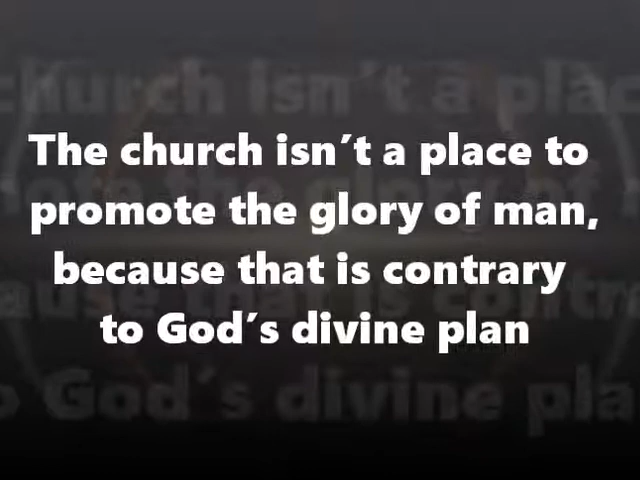 The church isn´t a place to
promote the glory of man,
because that is contrary
to God´s divine plan